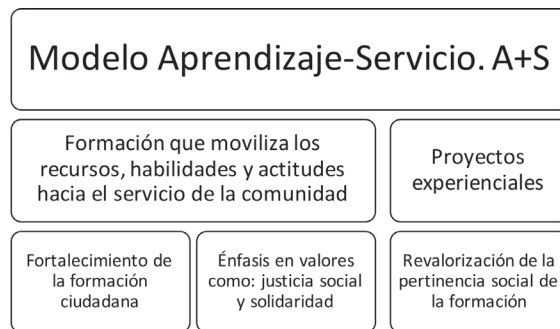 Modelo Aprendizaje-Servicio. A+S
Formación que moviliza los
recursos, habilidades y actitudes
hacia el servicio de la comunidad
Proyectos
experienciales
Fortalecimiento de
la formación
ciudadana
Énfasis en valores
como: justicia social
y solidaridad
Revalorización de la
pertinencia social de
la formación